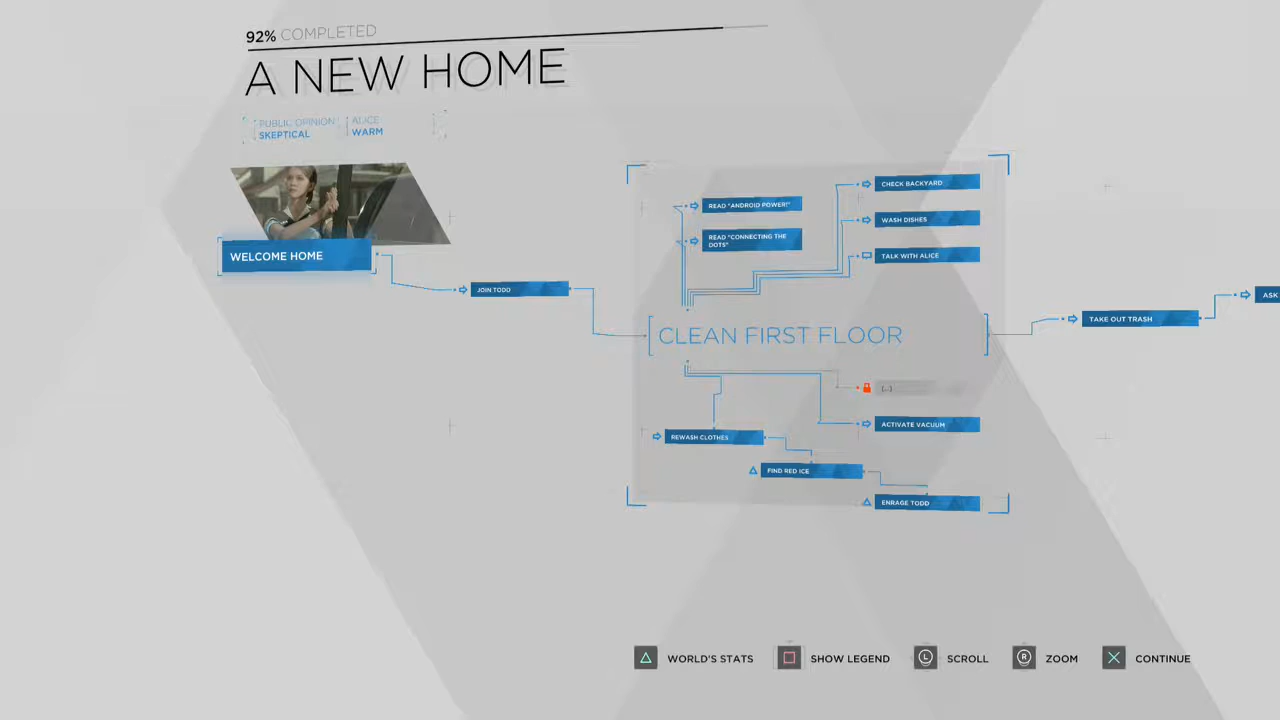 92% COMPLETED
A NEW HOME
PUBLIC OPINION ALICE
SKEPTICAL WARM
WELCOME HOME
JOIN TODD
READ "ANDROID POWER!"
READ "CONNECTING THE
DOTS"
CHECK BACKYARD
WASH DISHES
TALK WITH ALICE
CLEAN FIRST FLOOR
TAKE OUT TRASH
ASK
[...]
ACTIVATE VACUUM
REWASH CLOTHES
FIND RED ICE
ENRAGE TODD
WORLD'S STATS
SHOW LEGEND
L SCROLL
R ZOOM
CONTINUE